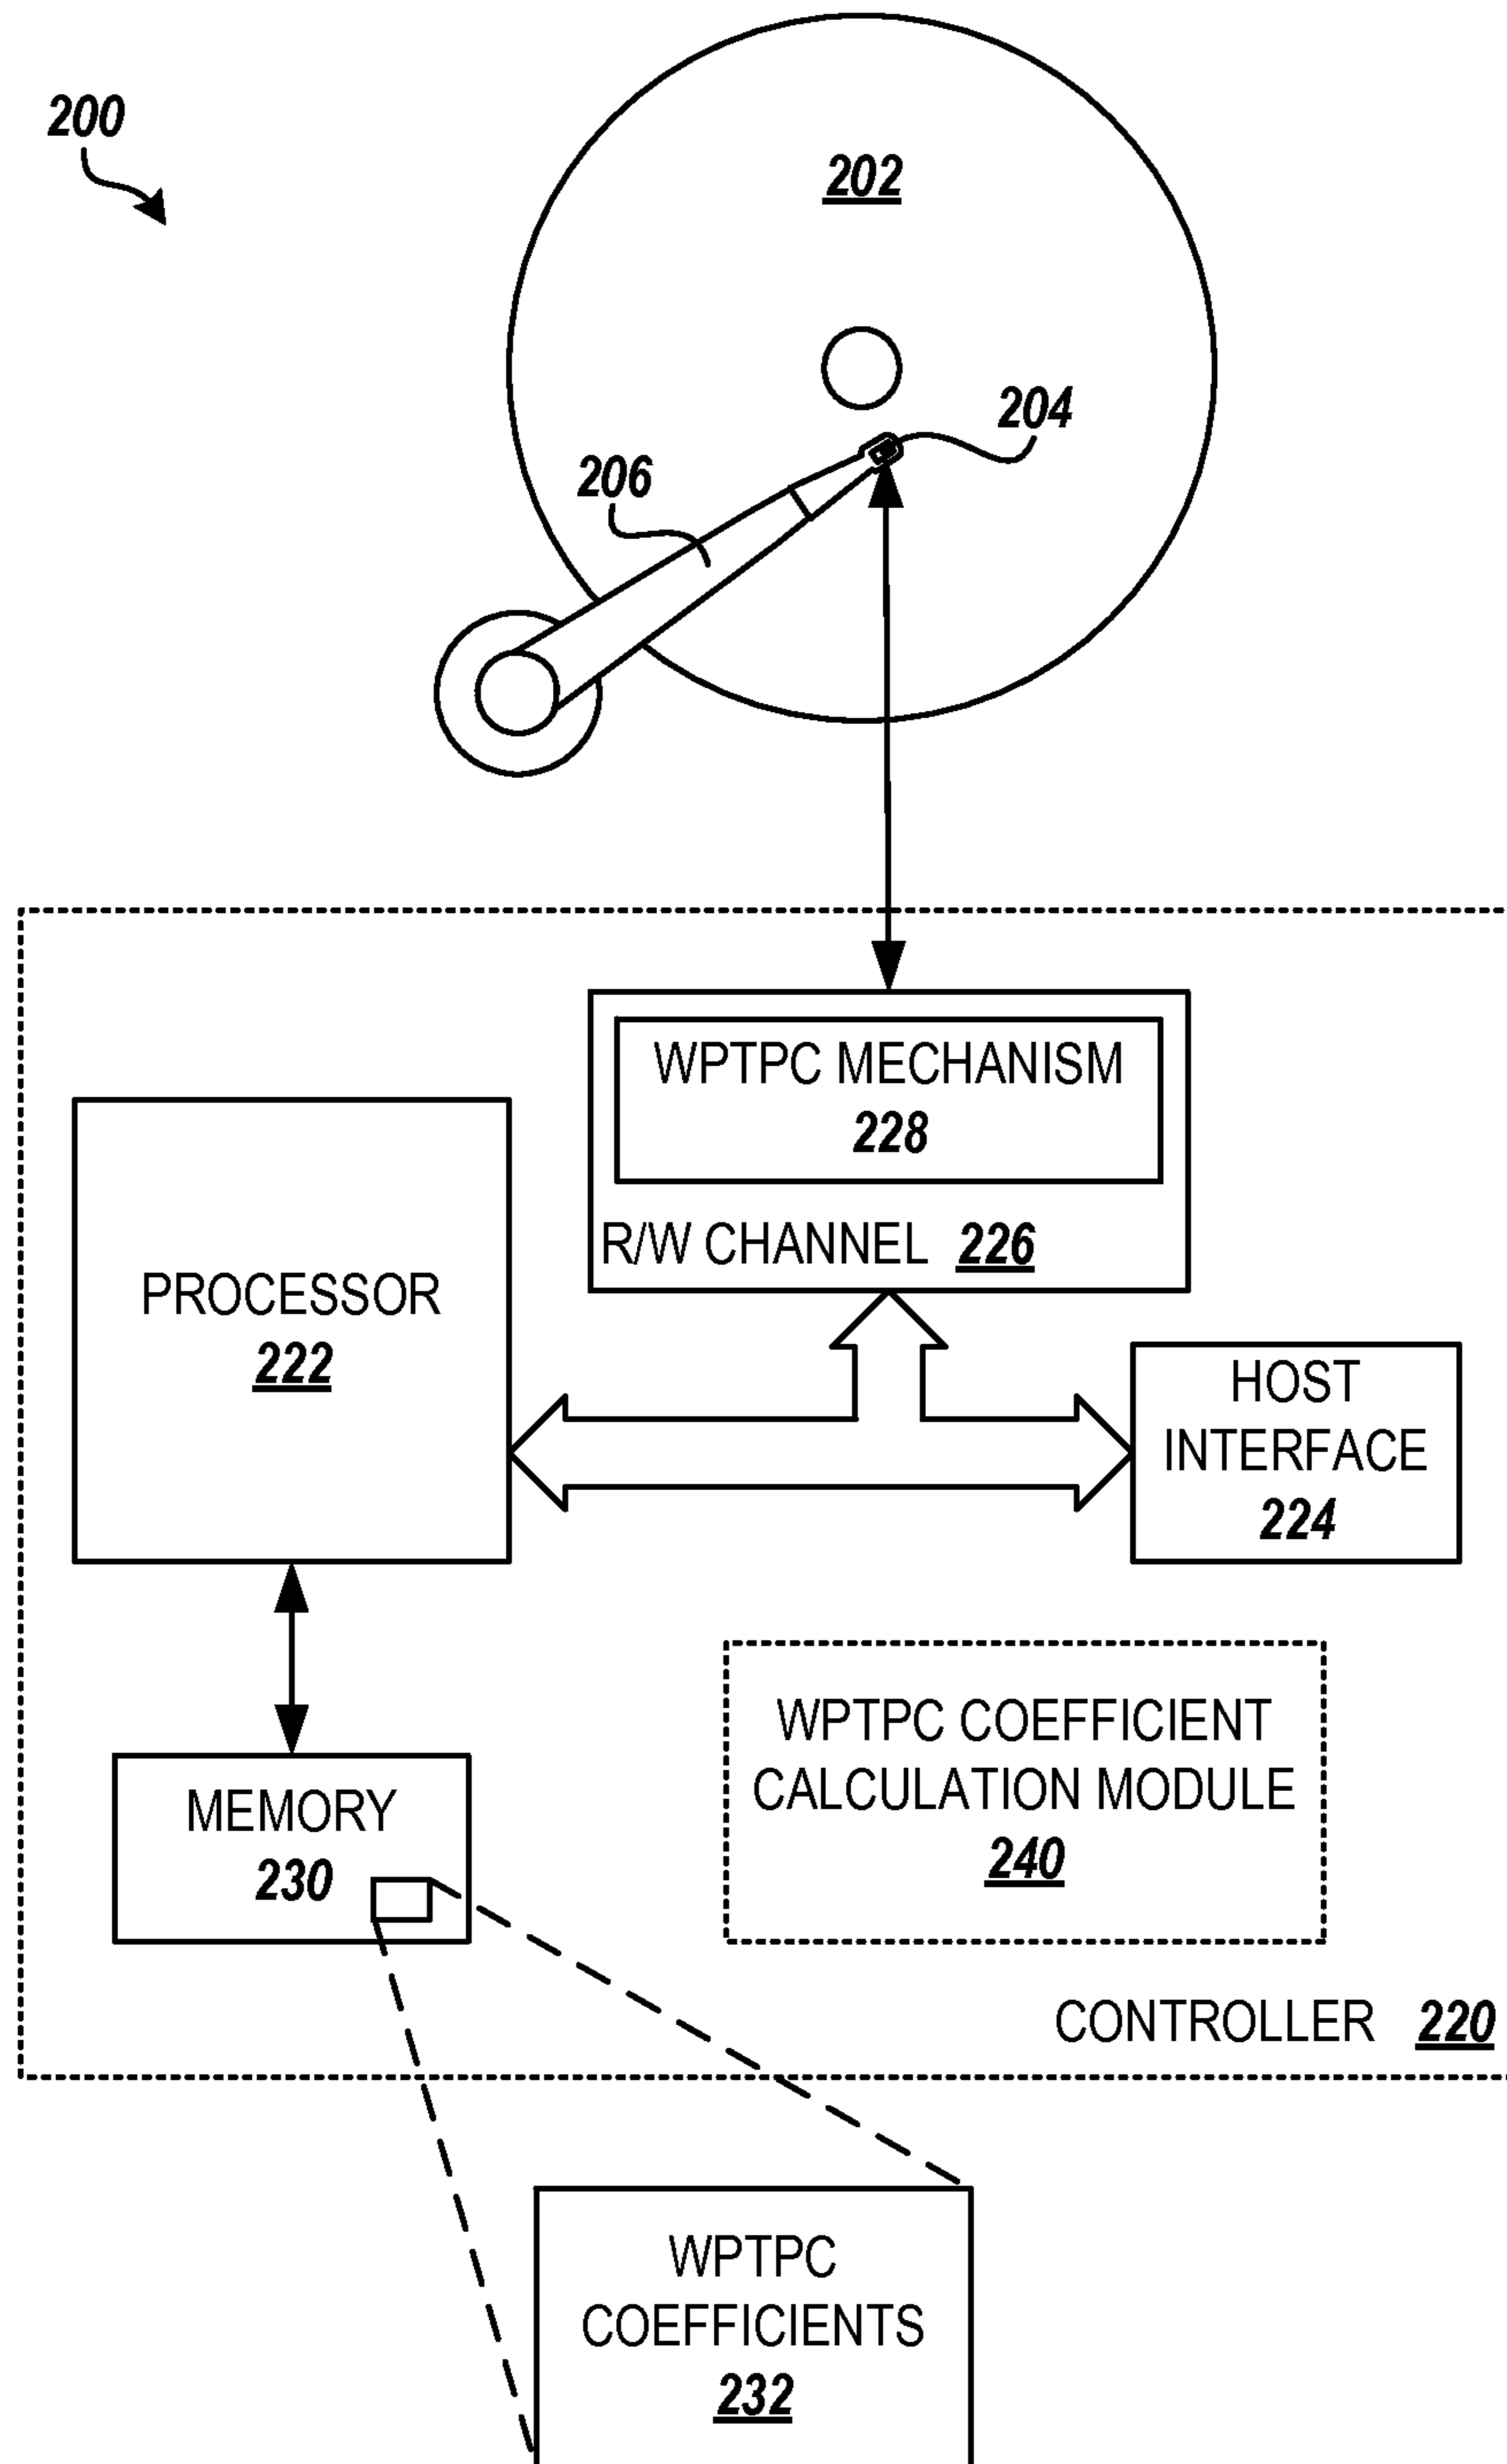 200
202
204
206
WPTPC MECHANISM
228
R/W CHANNEL 226
PROCESSOR
222
HOST
INTERFACE
224
WPTPC COEFFICIENT
CALCULATION MODULE
240
MEMORY
230
CONTROLLER 220
WPTPC
COEFFICIENTS
232